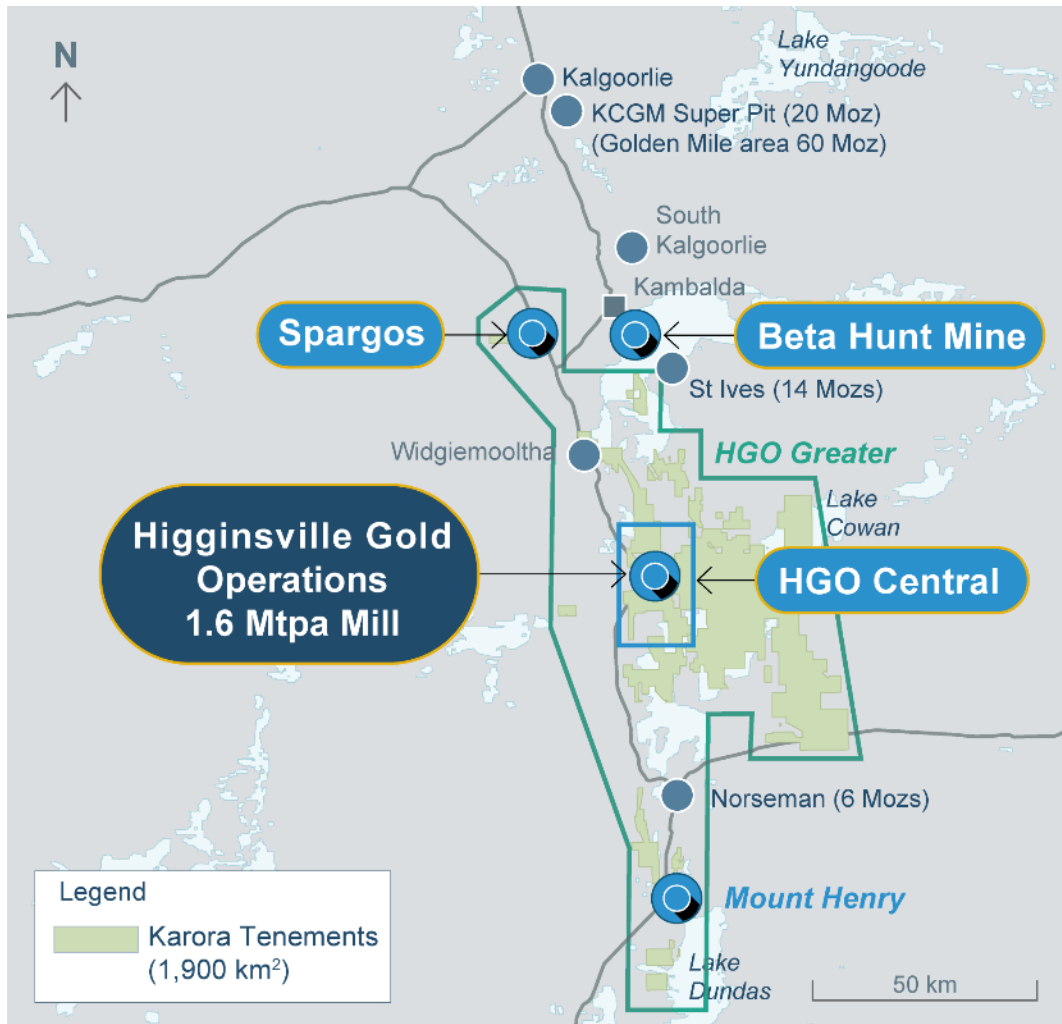 N
Lake
Yundangoode
Kalgoorlie
KCGM Super Pit (20 Moz)
(Golden Mile area 60 Moz)
South
Kalgoorlie
Kambalda
Spargos
Beta Hunt Mine
St Ives (14 Mozs)
Widgiemooltha
HGO Greater
Lake
Cowan
Higginsville Gold
Operations
1.6 Mtpa Mill
HGO Central
Norseman (6 Mozs)
Mount Henry
Lake
Dundas
Legend
Karora Tenements
(1,900 km²)
50 km